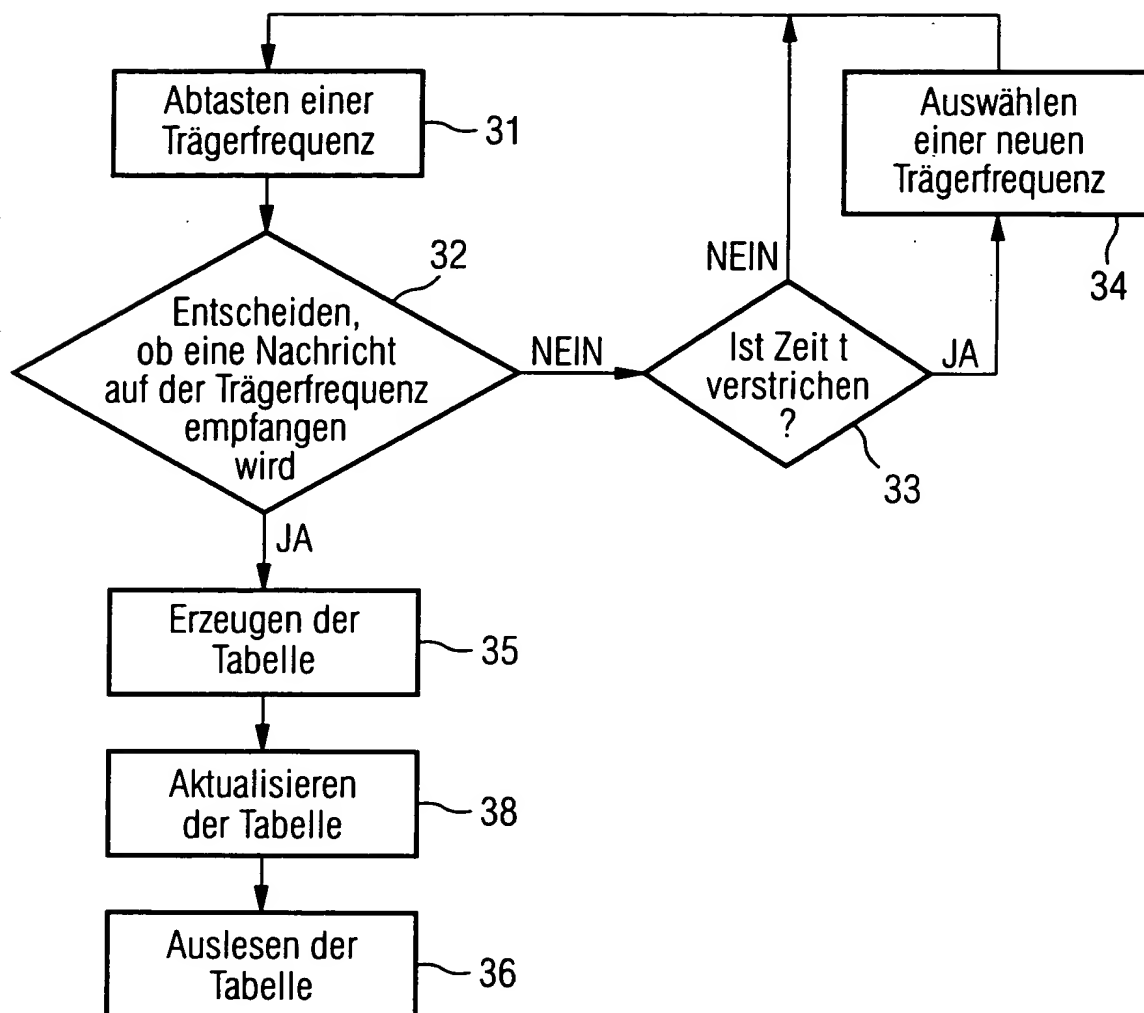 Abtasten einer
Trägerfrequenz
31
Auswählen
einer neuen
Trägerfrequenz
34
32
Entscheiden,
ob eine Nachricht
auf der Trägerfrequenz
empfangen
wird
NEIN
NEIN
Ist Zeit t
verstrichen
?
JA
33
JA
Erzeugen der
Tabelle
35
Aktualisieren
der Tabelle
38
Auslesen der
Tabelle
36